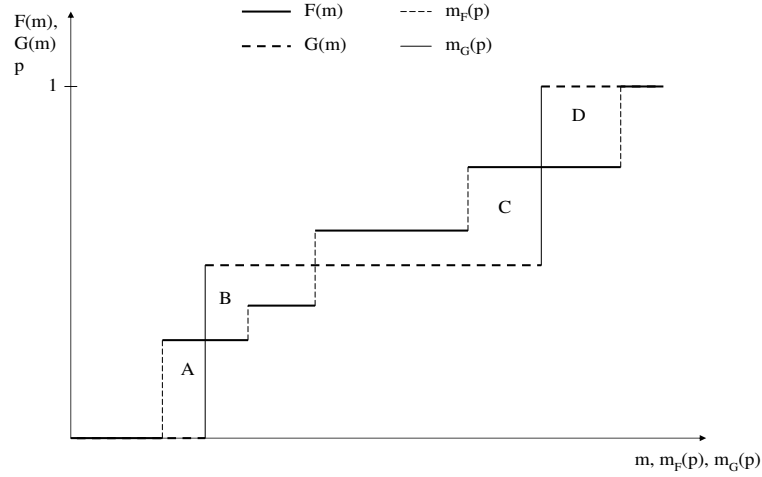 F(m),
G(m)
p
F(m)
m_F(p)
G(m)
m_G(p)
1
D
C
B
A
m, m_F(p), m_G(p)